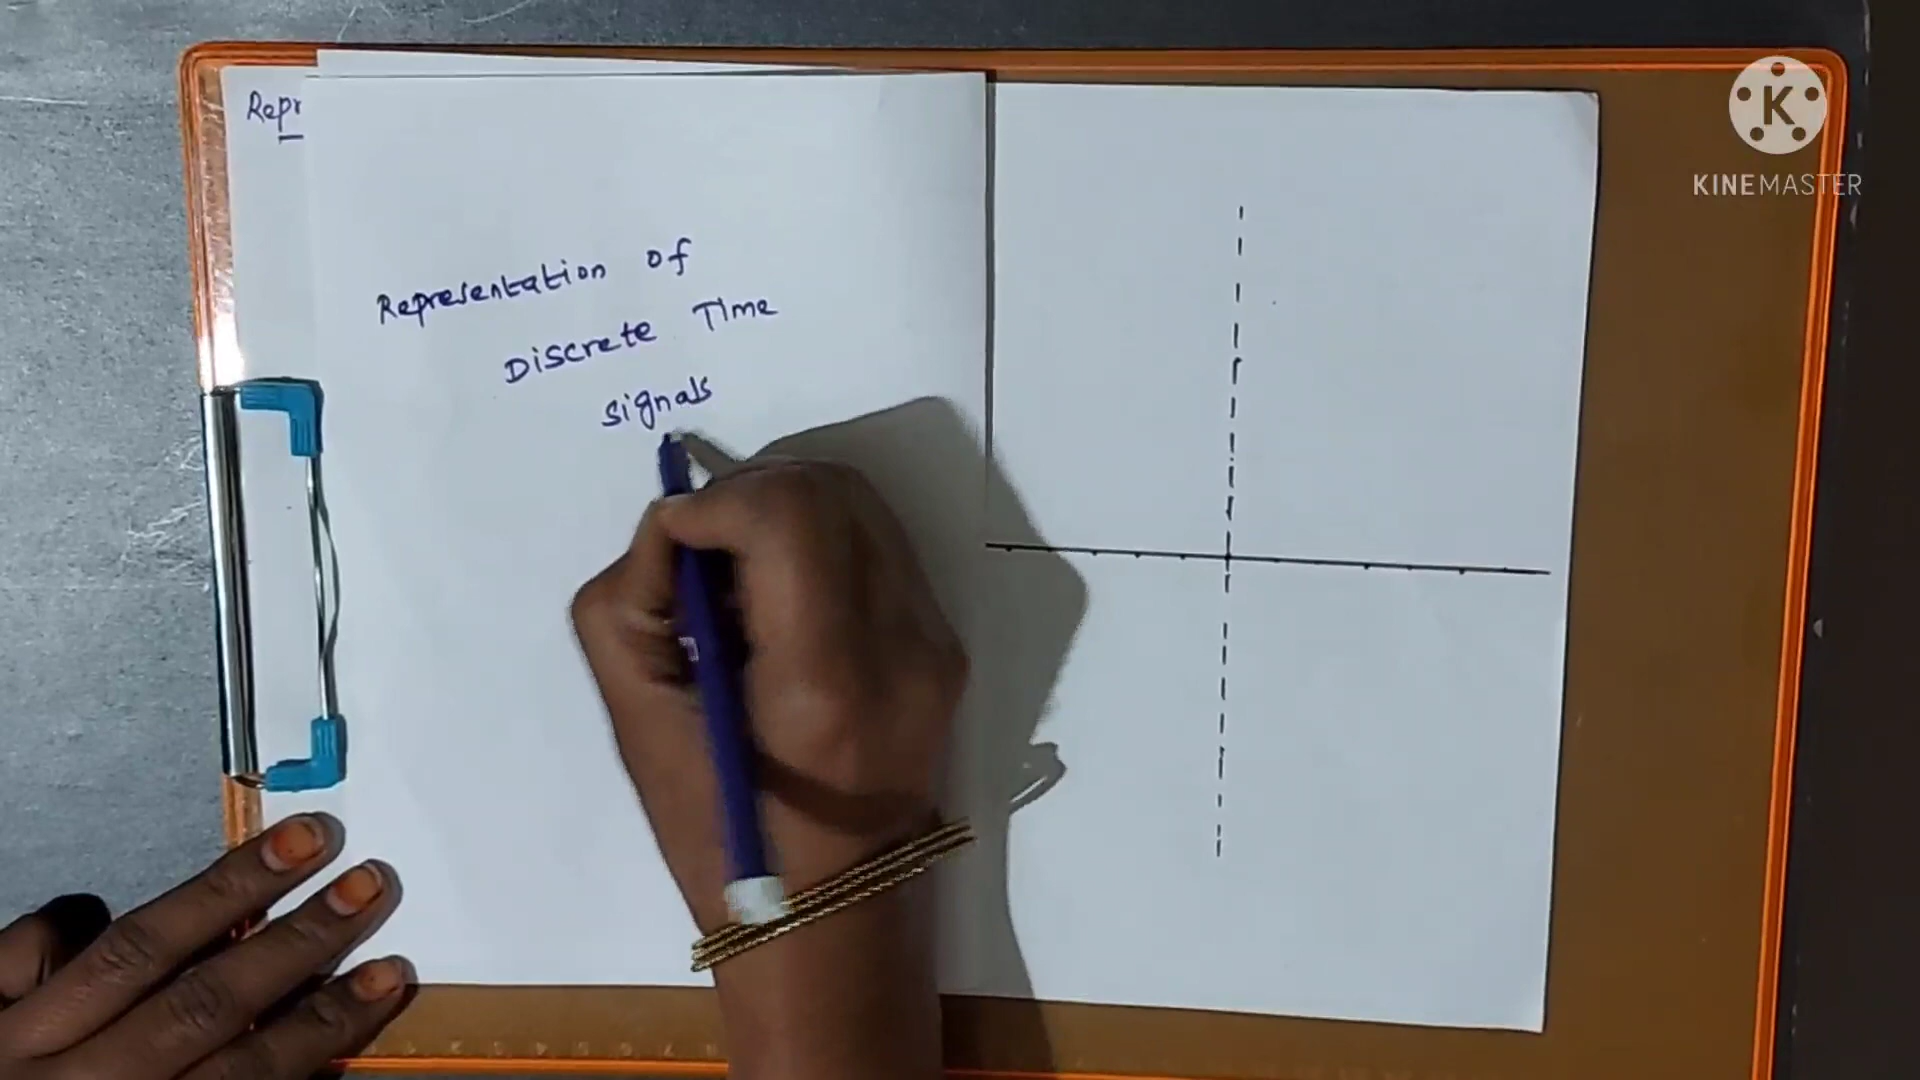 Repr
Representation of
Discrete Time
signals
K
KINEMASTER